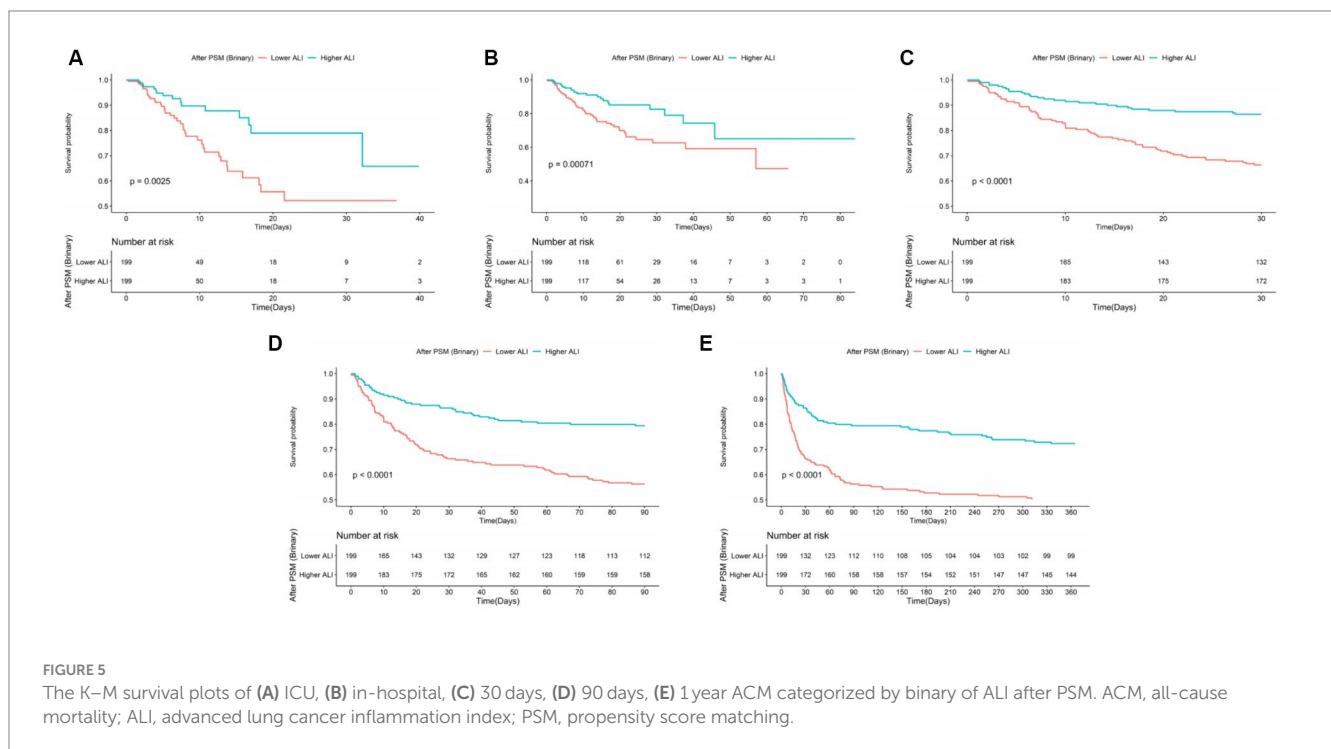 A
After PSM (Brinary) Lower ALI Higher ALI
1.0
0.9
0.8
0.7
0.6
0.5
Survival probability
p = 0.0025
0 10 20 30 40
Time(Days)
Number at risk
After PSM (Brinary)
Lower ALI 199 49 18 9 2
Higher ALI 199 50 18 7 3
0 10 20 30 40
Time(Days)
B
After PSM (Brinary) Lower ALI Higher ALI
1.0
0.8
0.6
0.4
Survival probability
p = 0.00071
0 10 20 30 40 50 60 70 80
Time(Days)
Number at risk
After PSM (Brinary)
Lower ALI 199 118 61 29 16 7 3 2 0
Higher ALI 199 117 54 26 13 7 3 3 1
0 10 20 30 40 50 60 70 80
Time(Days)
C
After PSM (Brinary) Lower ALI Higher ALI
1.0
0.9
0.8
0.7
0.6
0.5
Survival probability
p < 0.0001
0 10 20 30
Time(Days)
Number at risk
After PSM (Brinary)
Lower ALI 199 165 143 132
Higher ALI 199 183 175 172
0 10 20 30
Time(Days)
D
After PSM (Brinary) Lower ALI Higher ALI
1.0
0.9
0.8
0.7
0.6
0.5
Survival probability
p < 0.0001
0 10 20 30 40 50 60 70 80 90
Time(Days)
Number at risk
After PSM (Brinary)
Lower ALI 199 165 143 132 129 127 123 118 113 112
Higher ALI 199 183 175 172 165 162 160 159 159 158
0 10 20 30 40 50 60 70 80 90
Time(Days)
E
After PSM (Brinary) Lower ALI Higher ALI
1.0
0.9
0.8
0.7
0.6
0.5
Survival probability
p < 0.0001
0 30 60 90 120 150 180 210 240 270 300 330 360
Time(Days)
Number at risk
After PSM (Brinary)
Lower ALI 199 132 123 112 110 108 105 104 104 103 102 99 99
Higher ALI 199 172 160 158 158 157 154 152 151 147 147 145 144
0 30 60 90 120 150 180 210 240 270 300 330 360
Time(Days)
FIGURE 5
The K–M survival plots of (A) ICU, (B) in-hospital, (C) 30 days, (D) 90 days, (E) 1 year ACM categorized by binary of ALI after PSM. ACM, all-cause
mortality; ALI, advanced lung cancer inflammation index; PSM, propensity score matching.